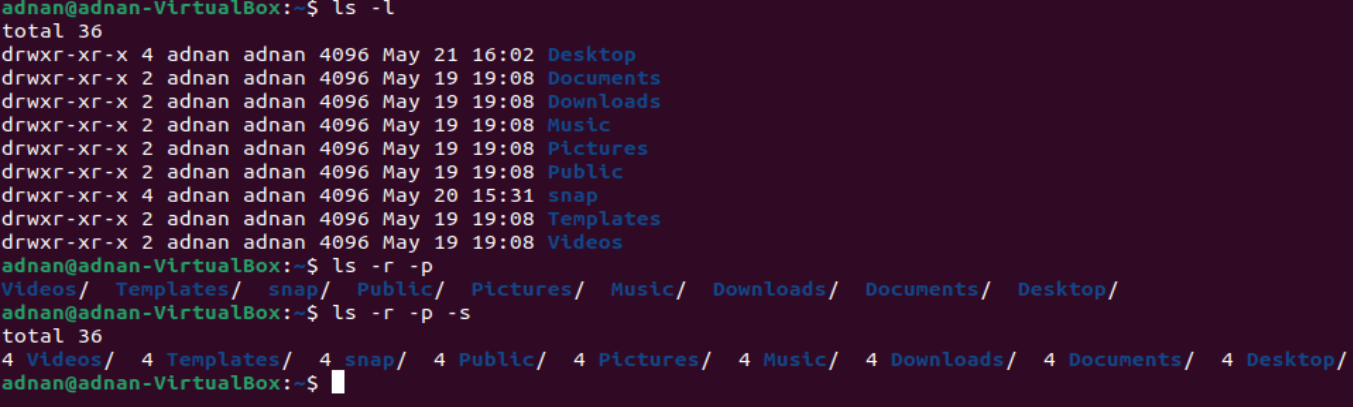 adnan@adnan-VirtualBox:~$ ls -l
total 36
drwxr-xr-x 4 adnan adnan 4096 May 21 16:02 Desktop
drwxr-xr-x 2 adnan adnan 4096 May 19 19:08 Documents
drwxr-xr-x 2 adnan adnan 4096 May 19 19:08 Downloads
drwxr-xr-x 2 adnan adnan 4096 May 19 19:08 Music
drwxr-xr-x 2 adnan adnan 4096 May 19 19:08 Pictures
drwxr-xr-x 2 adnan adnan 4096 May 19 19:08 Public
drwxr-xr-x 4 adnan adnan 4096 May 20 15:31 snap
drwxr-xr-x 2 adnan adnan 4096 May 19 19:08 Templates
drwxr-xr-x 2 adnan adnan 4096 May 19 19:08 Videos
adnan@adnan-VirtualBox:~$ ls -r -p
Videos/  Templates/  snap/  Public/  Pictures/  Music/  Downloads/  Documents/  Desktop/
adnan@adnan-VirtualBox:~$ ls -r -p -s
total 36
4 Videos/  4 Templates/  4 snap/  4 Public/  4 Pictures/  4 Music/  4 Downloads/  4 Documents/  4 Desktop/
adnan@adnan-VirtualBox:~$